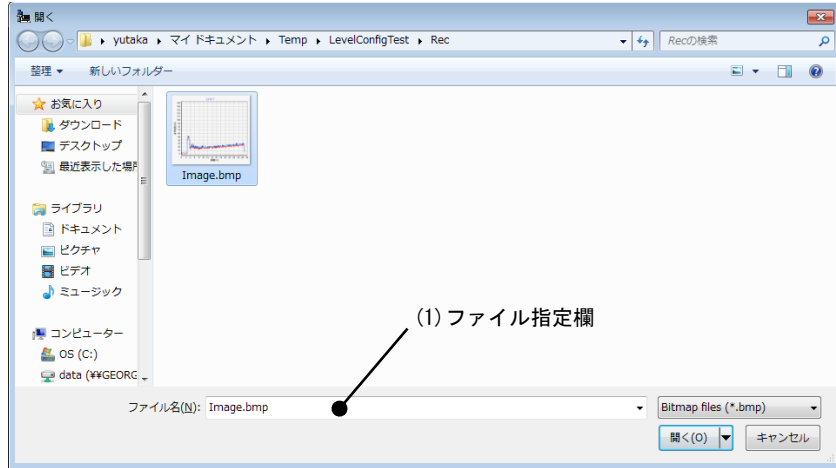 開く
yutaka ▸ マイ ドキュメント ▸ Temp ▸ LevelConfigTest ▸ Rec
Recの検索
整理 新しいフォルダー
お気に入り
ダウンロード
デスクトップ
最近表示した場所
ライブラリ
ドキュメント
ピクチャ
ビデオ
ミュージック
コンピューター
OS (C:)
data (¥¥GEORG
Image.bmp
(1)ファイル指定欄
ファイル名(N): Image.bmp
Bitmap files (*.bmp)
開く(O)
キャンセル